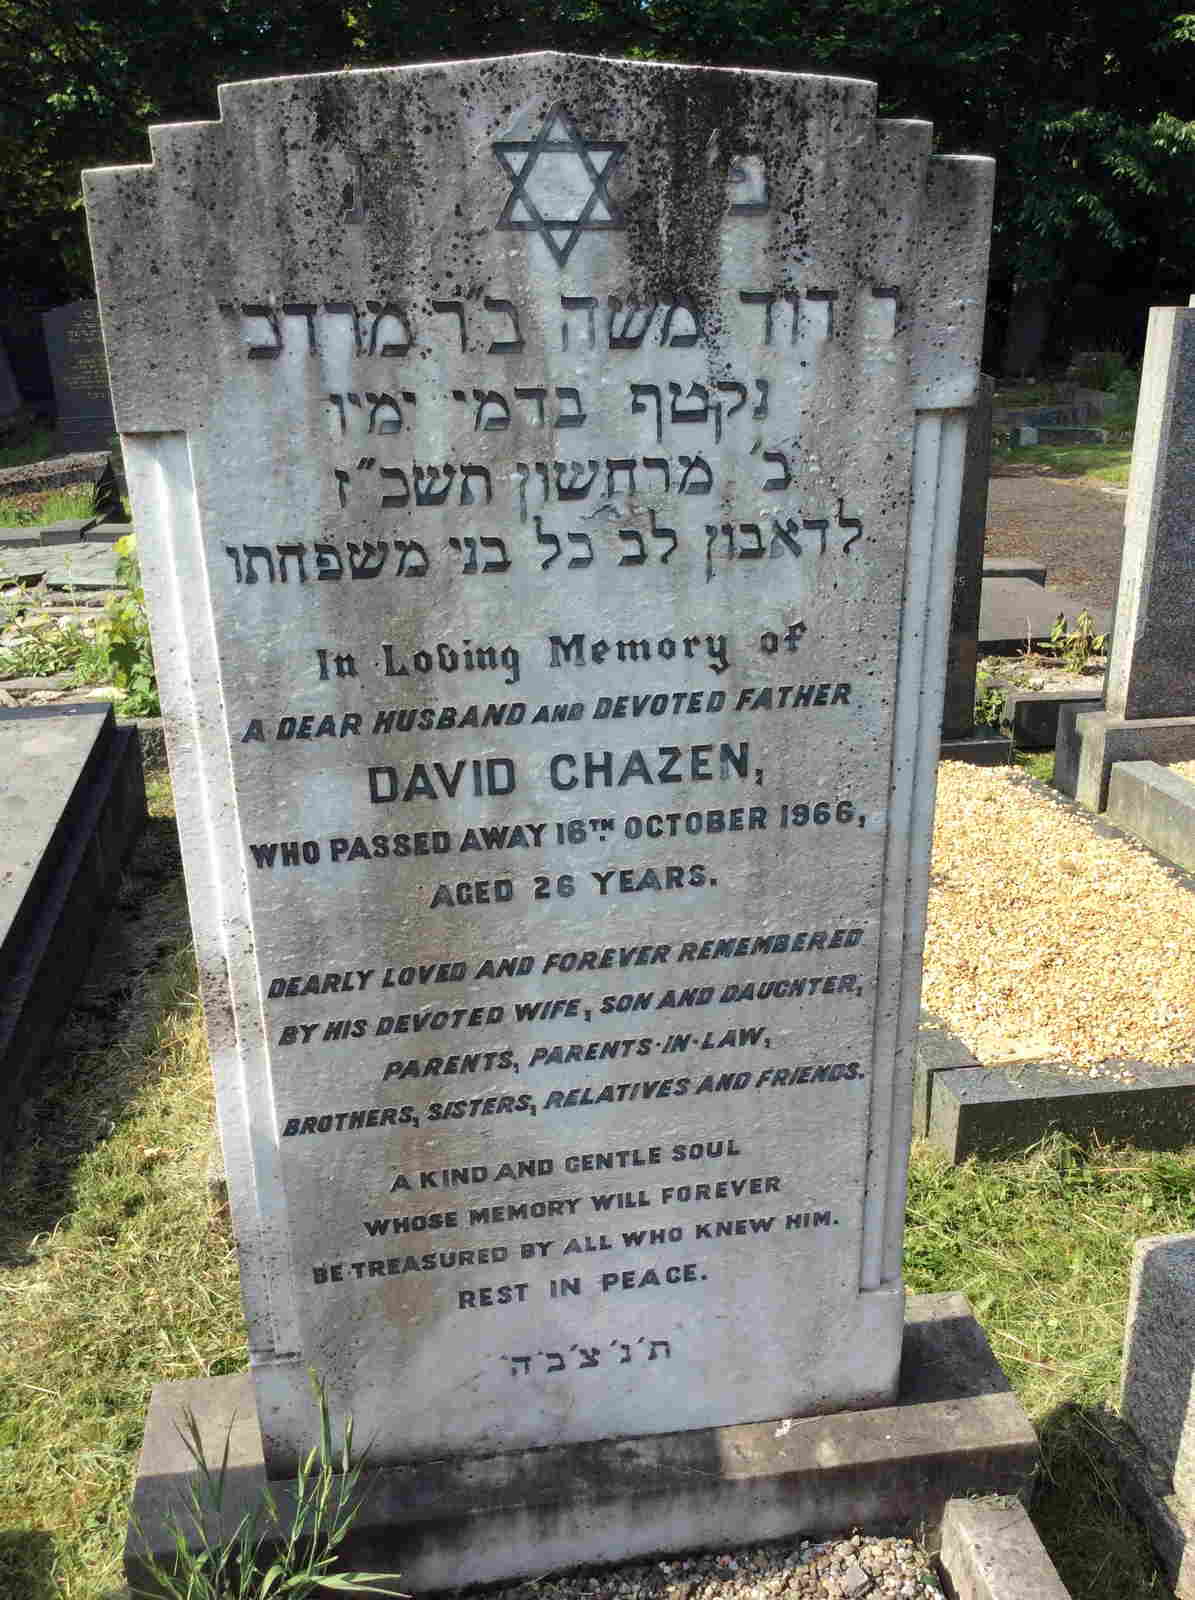 פ נ
ר דוד משה ב״ר מרדכי
נקטף בדמי ימיו
ב׳ מרחשון תשכ״ז
לדאבון לב כל בני משפחתו
In Loving Memory of
A DEAR HUSBAND AND DEVOTED FATHER
DAVID CHAZEN,
WHO PASSED AWAY 16TH OCTOBER 1966,
AGED 26 YEARS.
DEARLY LOVED AND FOREVER REMEMBERED
BY HIS DEVOTED WIFE, SON AND DAUGHTER,
PARENTS, PARENTS-IN-LAW,
BROTHERS, SISTERS, RELATIVES AND FRIENDS.
A KIND AND GENTLE SOUL
WHOSE MEMORY WILL FOREVER
BE TREASURED BY ALL WHO KNEW HIM.
REST IN PEACE.
ת׳נ׳צ׳ב׳ה׳